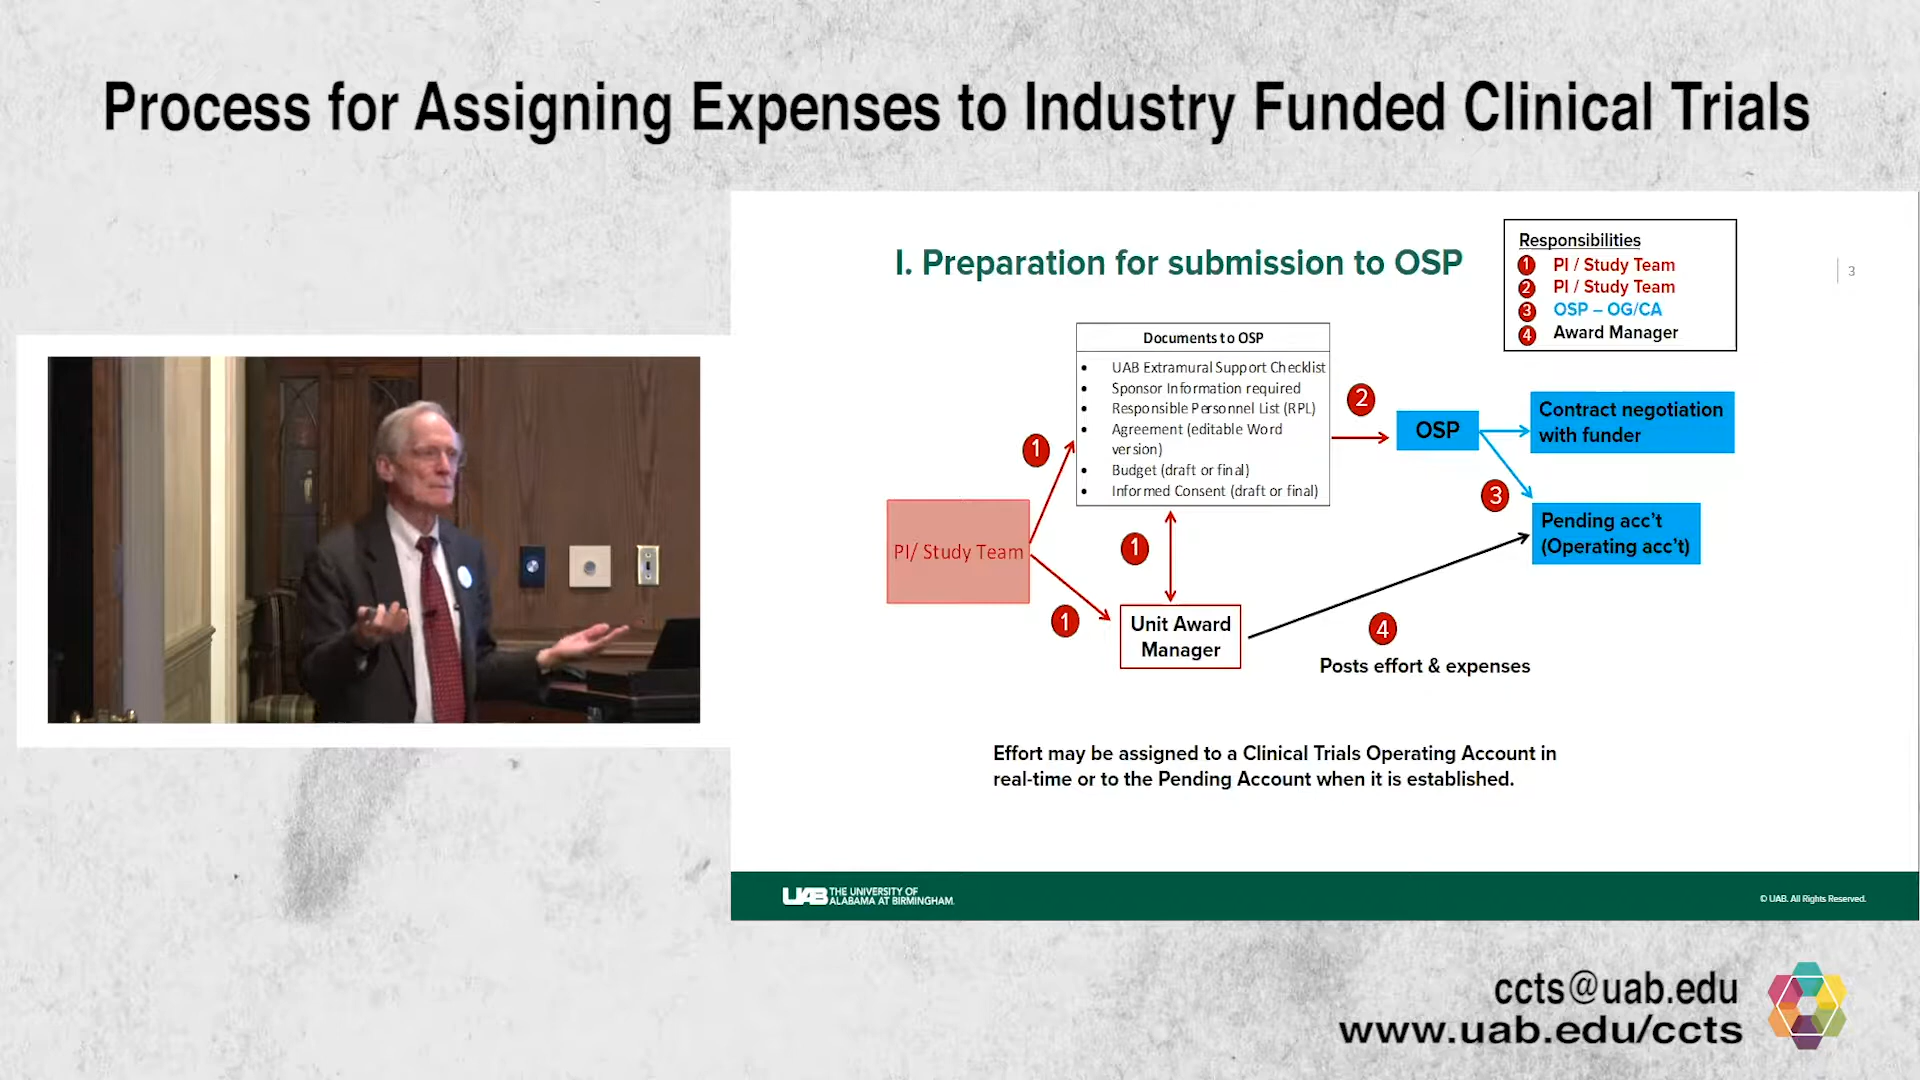 Process for Assigning Expenses to Industry Funded Clinical Trials
I. Preparation for submission to OSP
Responsibilities
1 PI / Study Team
2 PI / Study Team
3 OSP – OG/CA
4 Award Manager
3
Documents to OSP
• UAB Extramural Support Checklist
• Sponsor Information required
• Responsible Personnel List (RPL)
• Agreement (editable Word
version)
• Budget (draft or final)
• Informed Consent (draft or final)
1
2
OSP
Contract negotiation
with funder
3
Pending acc't
(Operating acc't)
PI/ Study Team
1
1
Unit Award
Manager
4
Posts effort & expenses
Effort may be assigned to a Clinical Trials Operating Account in
real-time or to the Pending Account when it is established.
UAB THE UNIVERSITY OF
ALABAMA AT BIRMINGHAM.
© UAB. All Rights Reserved.
ccts@uab.edu
www.uab.edu/ccts